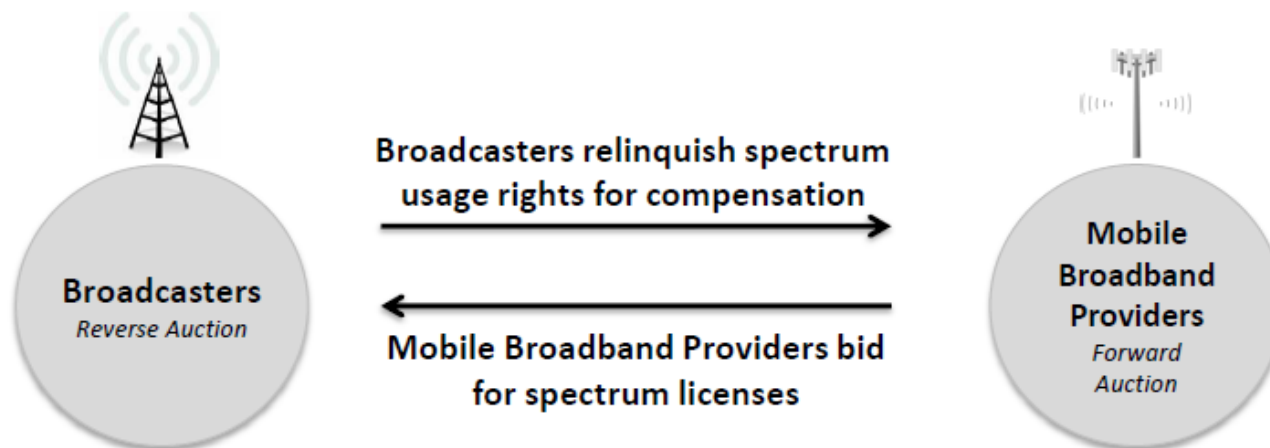 Broadcasters relinquish spectrum
usage rights for compensation
Broadcasters
Reverse Auction
Mobile
Broadband
Providers
Forward
Auction
Mobile Broadband Providers bid
for spectrum licenses